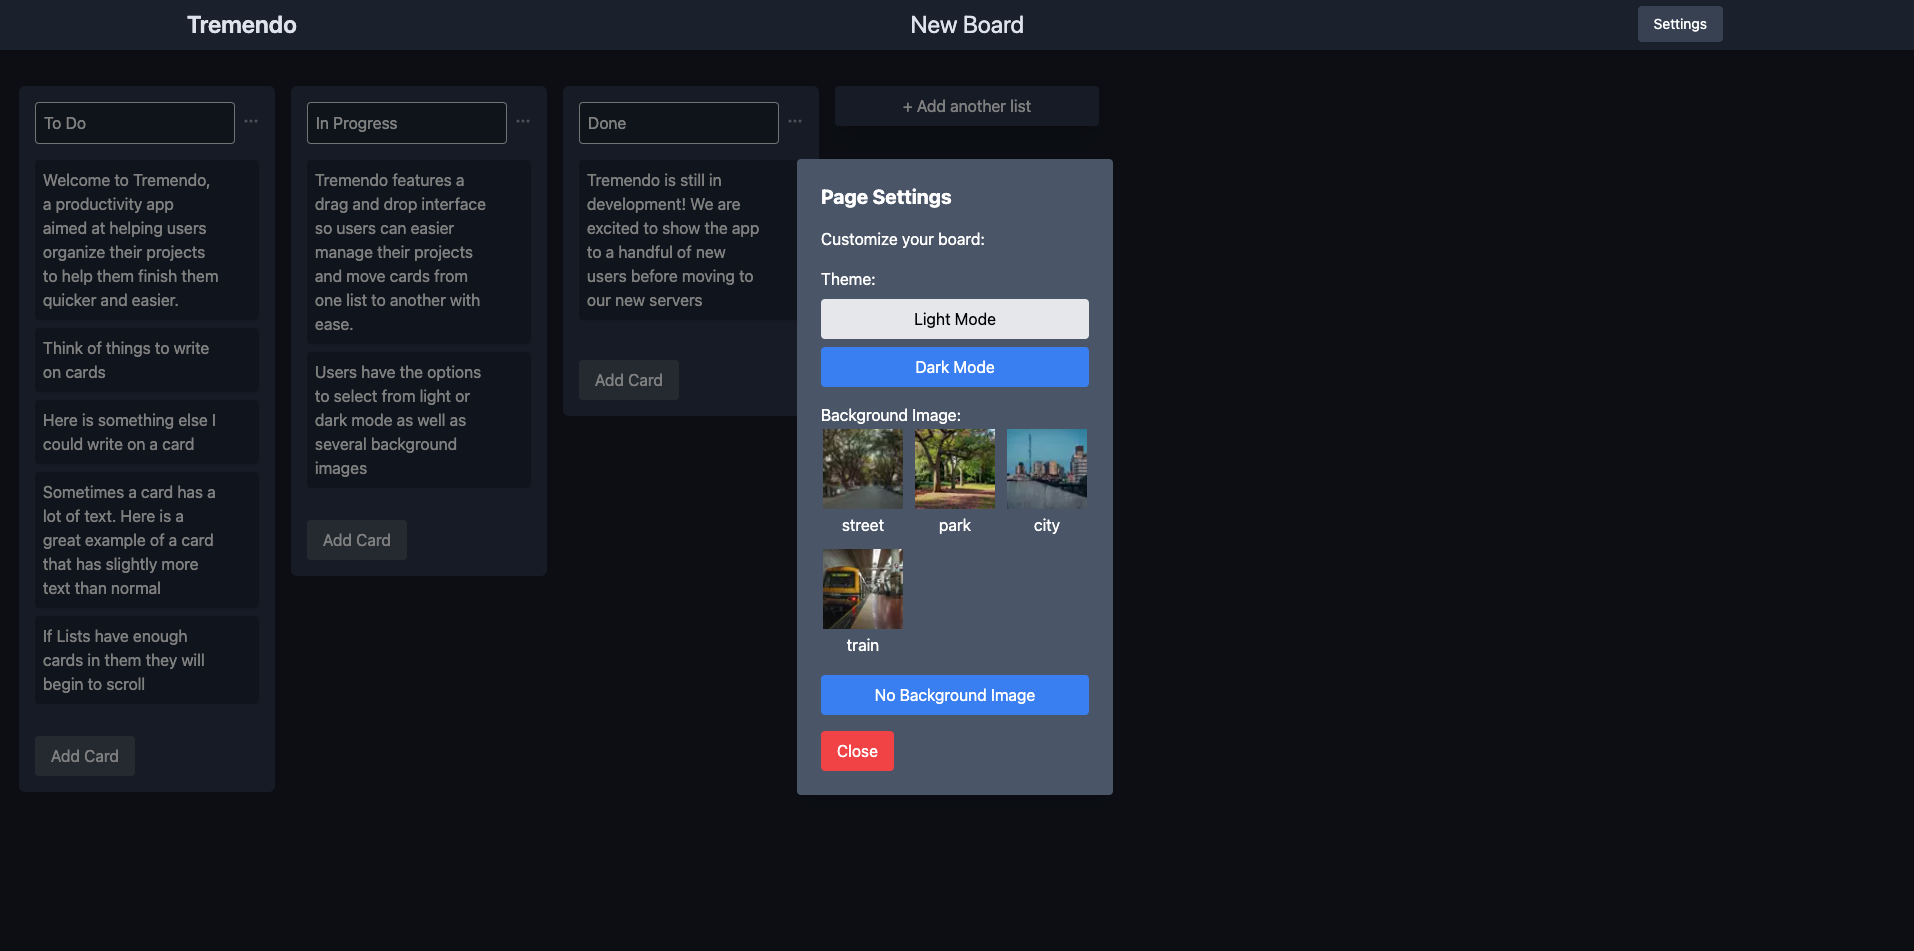 Tremendo
New Board
Settings
To Do
Welcome to Tremendo,
a productivity app
aimed at helping users
organize their projects
to help them finish them
quicker and easier.
Think of things to write
on cards
Here is something else I
could write on a card
Sometimes a card has a
lot of text. Here is a
great example of a card
that has slightly more
text than normal
If Lists have enough
cards in them they will
begin to scroll
Add Card
In Progress
Tremendo features a
drag and drop interface
so users can easier
manage their projects
and move cards from
one list to another with
ease.
Users have the options
to select from light or
dark mode as well as
several background
images
Add Card
Done
Tremendo is still in
development! We are
excited to show the app
to a handful of new
users before moving to
our new servers
Add Card
+ Add another list
Page Settings
Customize your board:
Theme:
Light Mode
Dark Mode
Background Image:
street park city
train
No Background Image
Close